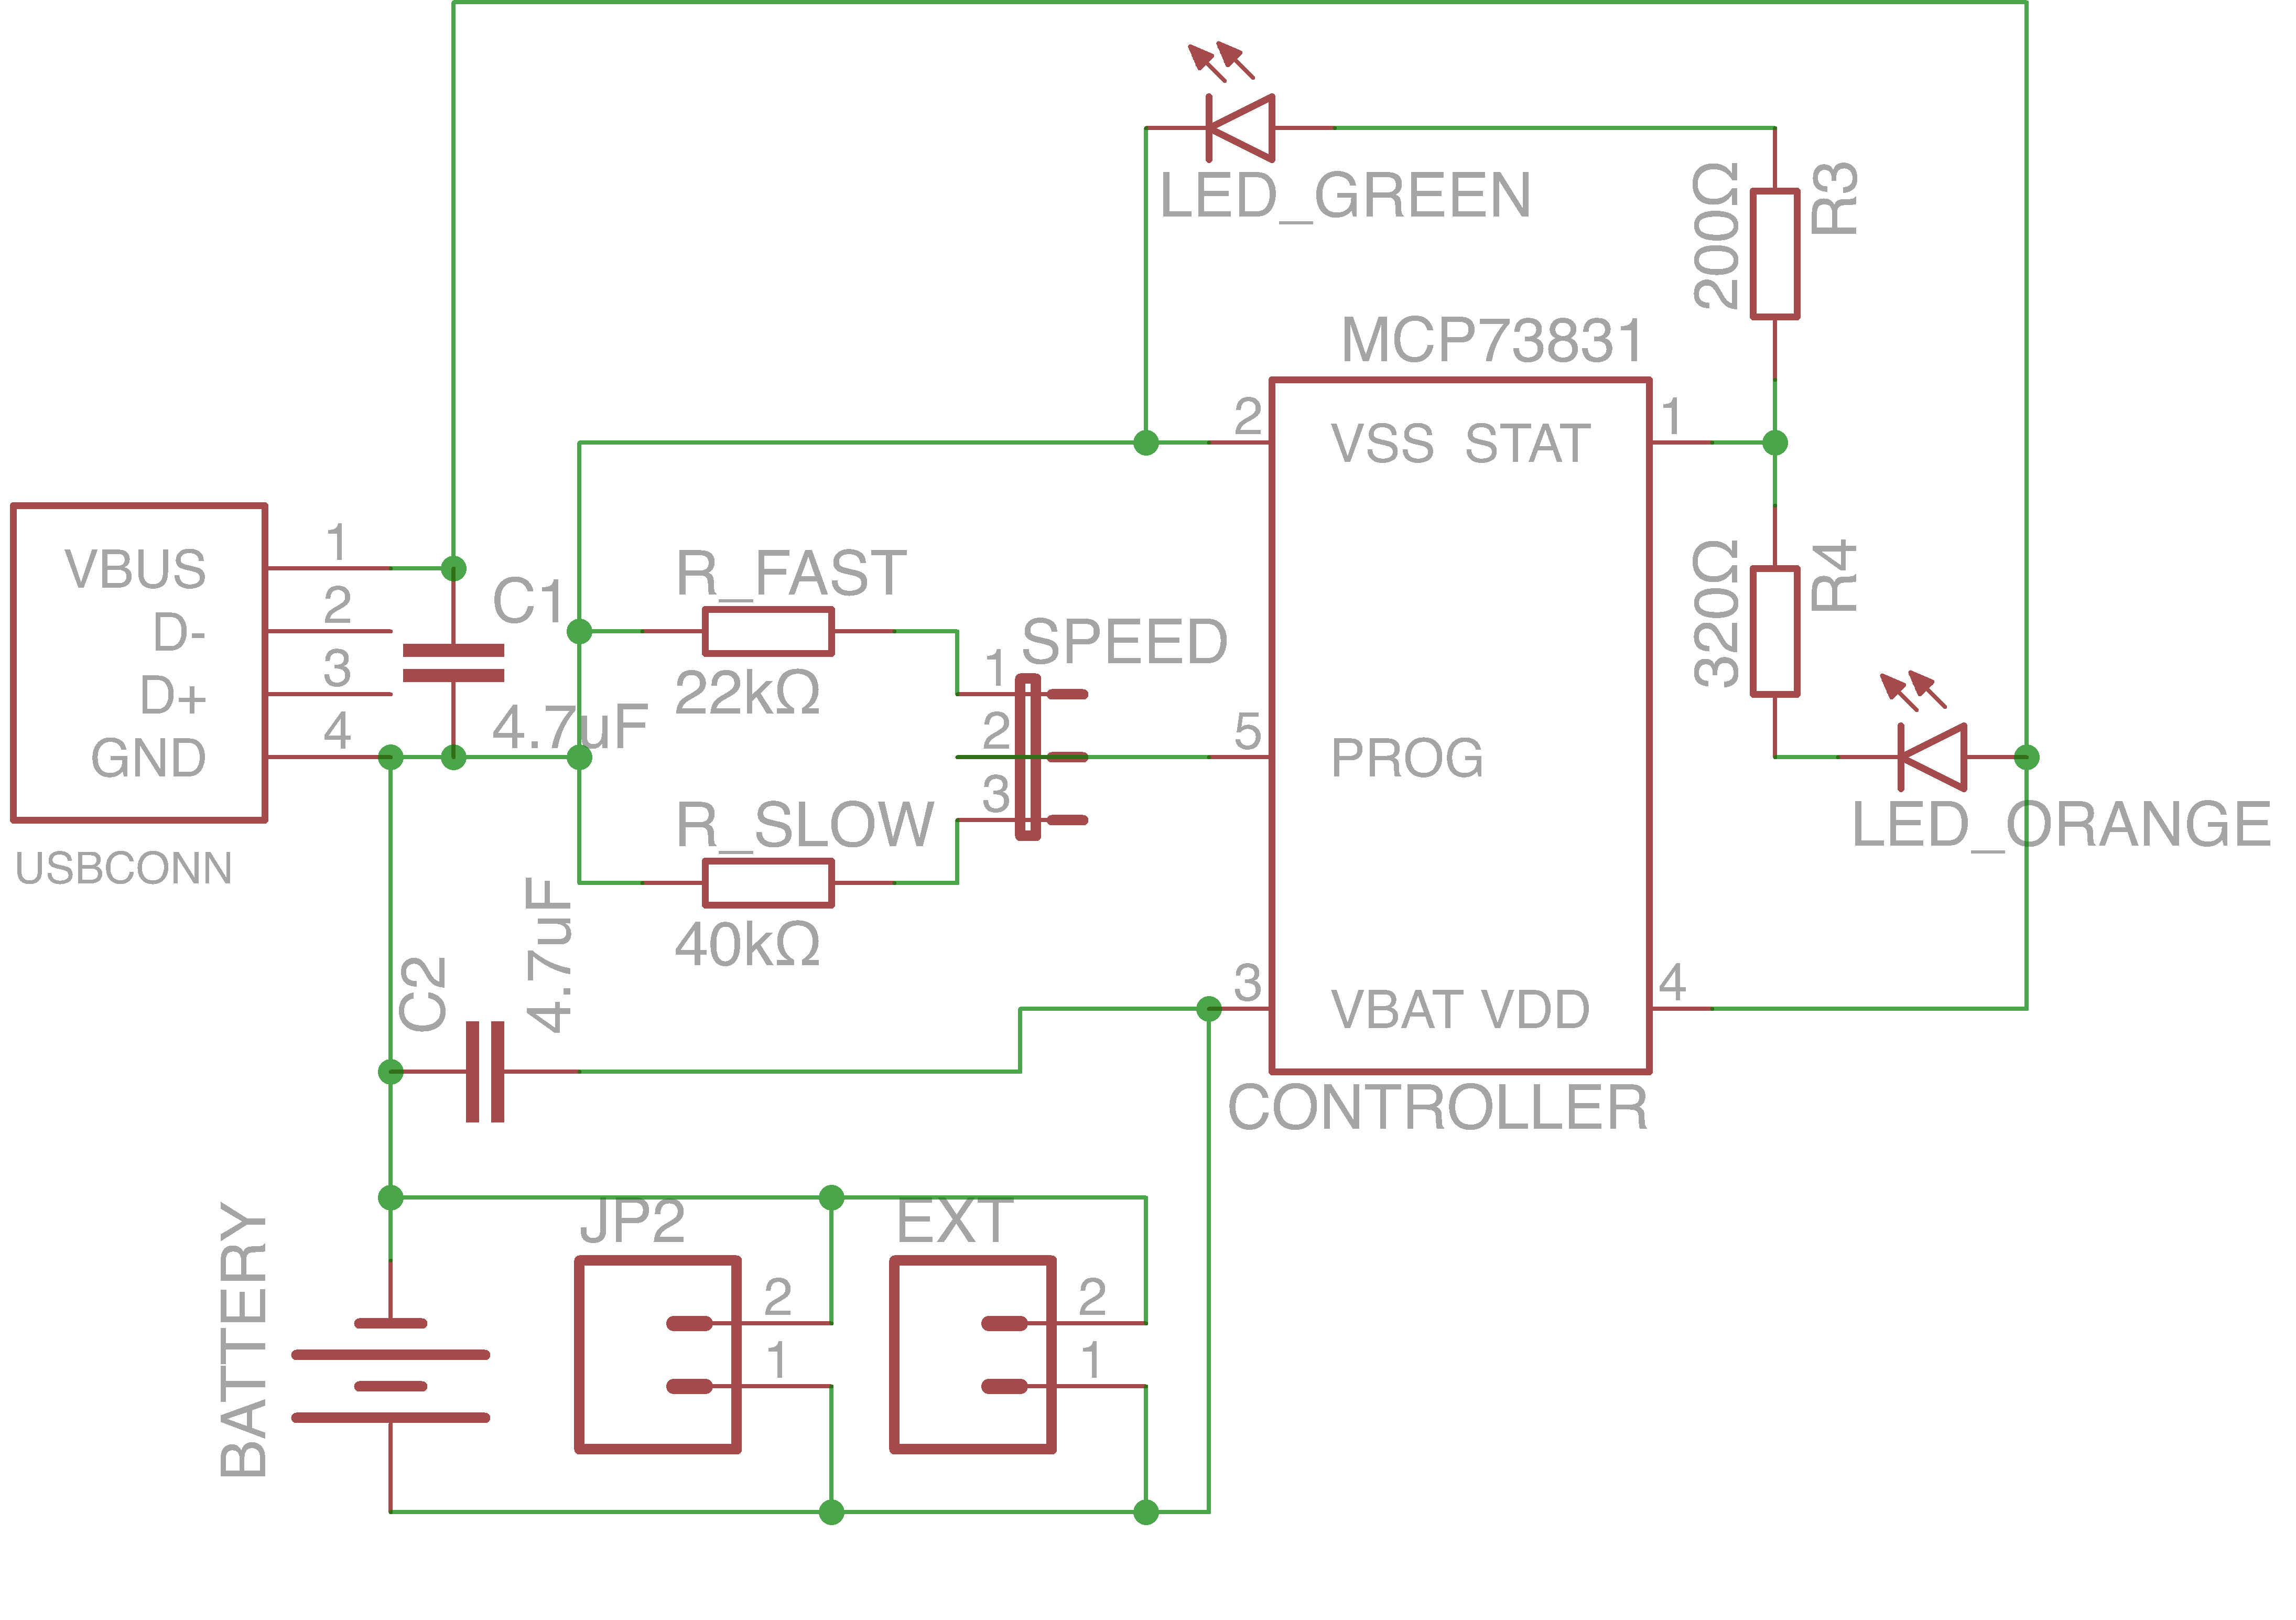 LED_GREEN
200Ω
R3
MCP73831
2
VSS
STAT
1
VBUS
1
D-
2
D+
3
GND
4
USBCONN
C1
4.7uF
R_FAST
22kΩ
SPEED
1
2
3
5
PROG
320Ω
R4
LED_ORANGE
R_SLOW
40kΩ
C2
4.7uF
3
VBAT
VDD
4
CONTROLLER
BATTERY
JP2
2
1
EXT
2
1